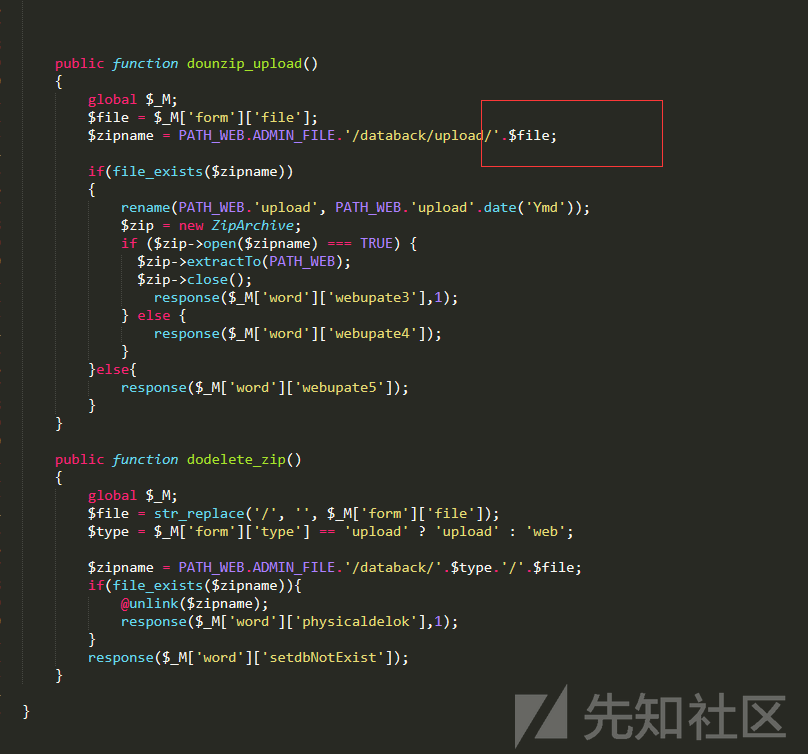 public function dounzip_upload()
{
global $_M;
$file = $_M['form']['file'];
$zipname = PATH_WEB.ADMIN_FILE.'/databack/upload/'.$file;
if(file_exists($zipname))
{
rename(PATH_WEB.'upload', PATH_WEB.'upload'.date('Ymd'));
$zip = new ZipArchive;
if ($zip->open($zipname) === TRUE) {
$zip->extractTo(PATH_WEB);
$zip->close();
response($_M['word']['webupate3'],1);
} else {
response($_M['word']['webupate4']);
}
}else{
response($_M['word']['webupate5']);
}
}
public function dodelete_zip()
{
global $_M;
$file = str_replace('/', '', $_M['form']['file']);
$type = $_M['form']['type'] == 'upload' ? 'upload' : 'web';
$zipname = PATH_WEB.ADMIN_FILE.'/databack/'.$type.'/'.$file;
if(file_exists($zipname)){
@unlink($zipname);
response($_M['word']['physicaldelok'],1);
}
response($_M['word']['setdbNotExist']);
}
}
先知社区